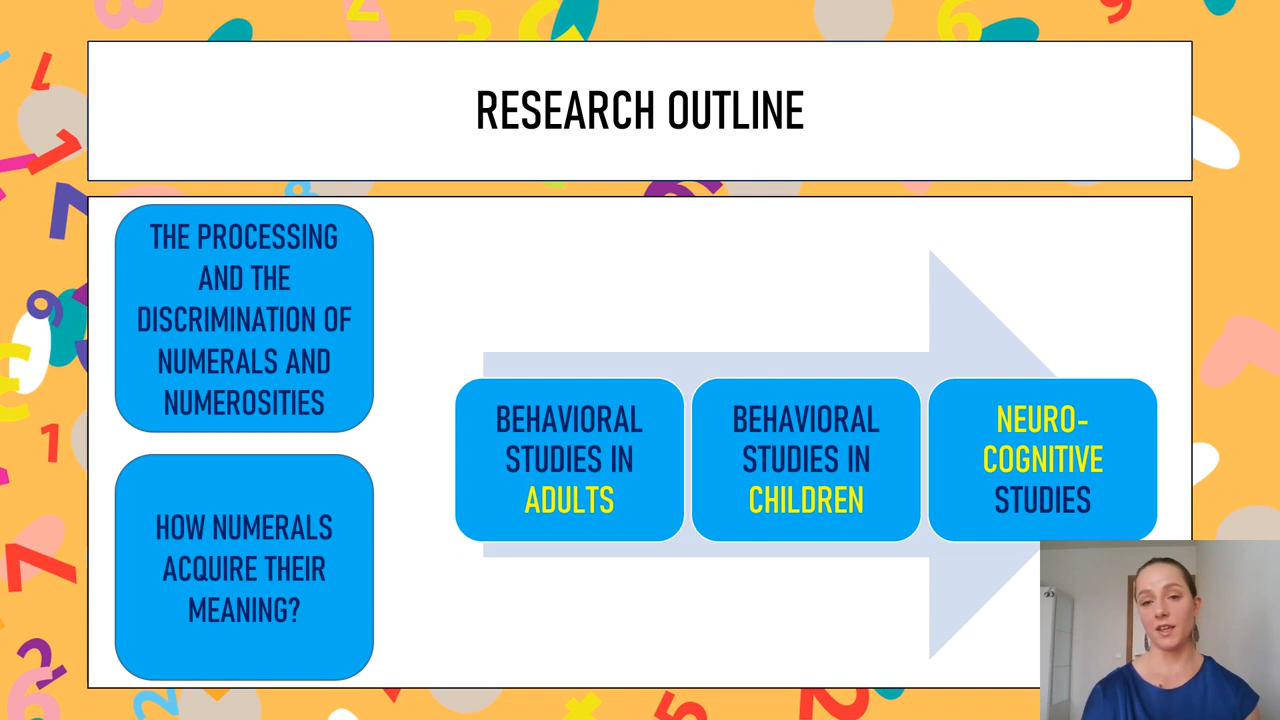 RESEARCH OUTLINE
THE PROCESSING
AND THE
DISCRIMINATION OF
NUMERALS AND
NUMEROSITIES
HOW NUMERALS
ACQUIRE THEIR
MEANING?
BEHAVIORAL
STUDIES IN
ADULTS
BEHAVIORAL
STUDIES IN
CHILDREN
NEURO-
COGNITIVE
STUDIES